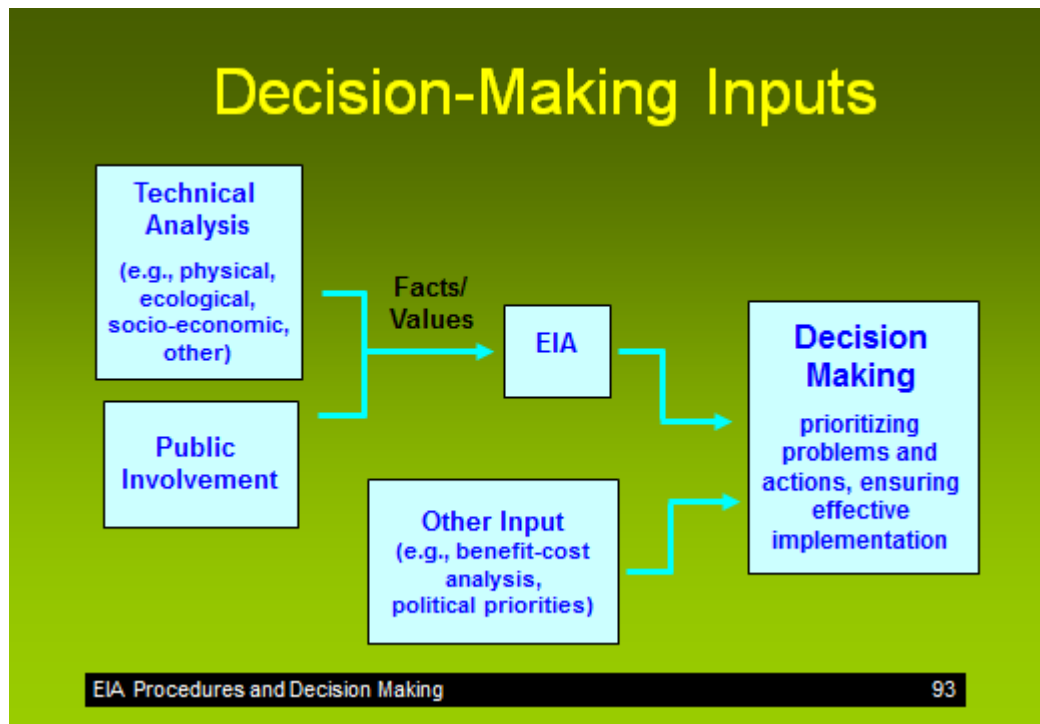 Decision-Making Inputs
Technical
Analysis
(e.g., physical,
ecological,
socio-economic,
other)
Public
Involvement
Facts/
Values
EIA
Other Input
(e.g., benefit-cost
analysis,
political priorities)
Decision
Making
prioritizing
problems and
actions, ensuring
effective
implementation
EIA Procedures and Decision Making 93